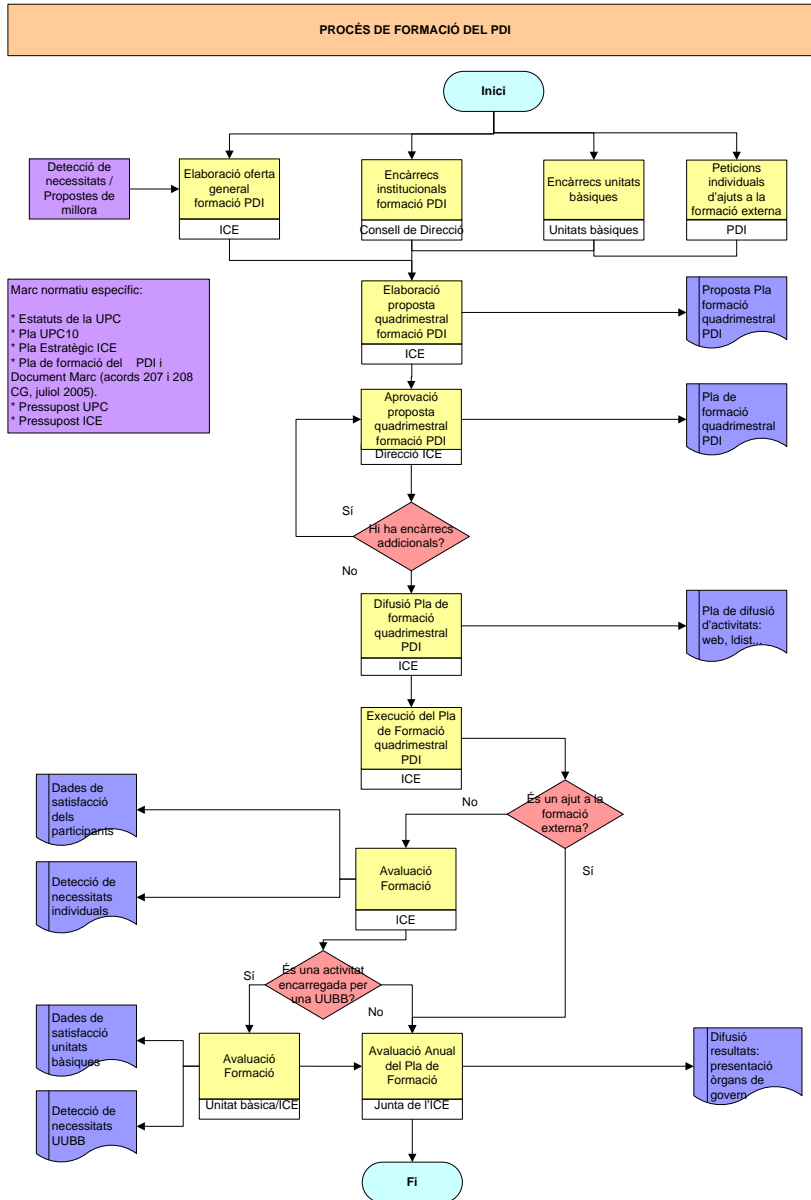 PROCÉS DE FORMACIÓ DEL PDI
Inici
Detecció de
necessitats /
Propostes de
millora
Elaboració oferta
general
formació PDI
ICE
Encàrrecs
institucionals
formació PDI
Consell de Direcció
Encàrrecs unitats
bàsiques
Unitats bàsiques
Peticions
individuals
d'ajuts a la
formació externa
PDI
Marc normatiu específic:
* Estatuts de la UPC
* Pla UPC10
* Pla Estratègic ICE
* Pla de formació del PDI i
Document Marc (acords 207 i 208
CG, juliol 2005).
* Pressupost UPC
* Pressupost ICE
Elaboració
proposta
quadrimestral
formació PDI
ICE
Proposta Pla
formació
quadrimestral
PDI
Aprovació
proposta
quadrimestral
formació PDI
Direcció ICE
Pla de
formació
quadrimestral
PDI
Sí
Hi ha encàrrecs
addicionals?
No
Difusió Pla de
formació
quadrimestral
PDI
ICE
Pla de difusió
d'activitats:
web, ldist...
Execució del Pla
de Formació
quadrimestral
PDI
ICE
És un ajut a la
formació
externa?
No
Sí
Dades de
satisfacció
dels
participants
Avaluació
Formació
ICE
Detecció de
necessitats
individuals
És una activitat
encarregada per
una UUBB?
Sí
No
Dades de
satisfacció
unitats
bàsiques
Avaluació
Formació
Unitat bàsica/ICE
Avaluació Anual
del Pla de
Formació
Junta de l'ICE
Difusió
resultats:
presentació
òrgans de
govern
Detecció de
necessitats
UUBB
Fi